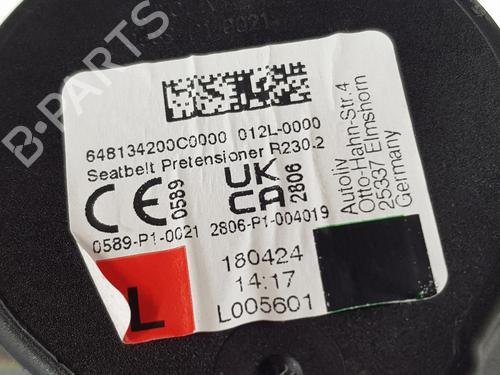 0021
648134200C0000 012L-0000
Seatbelt Pretensioner R230.2
CE 0589
UK CA 2806
0589-P1-0021 2806-P1-004019
Autoliv
Otto-Hahn-Str.4
25337 Elmshorn
Germany
L
180424
14:17
L005601
B-PARTS